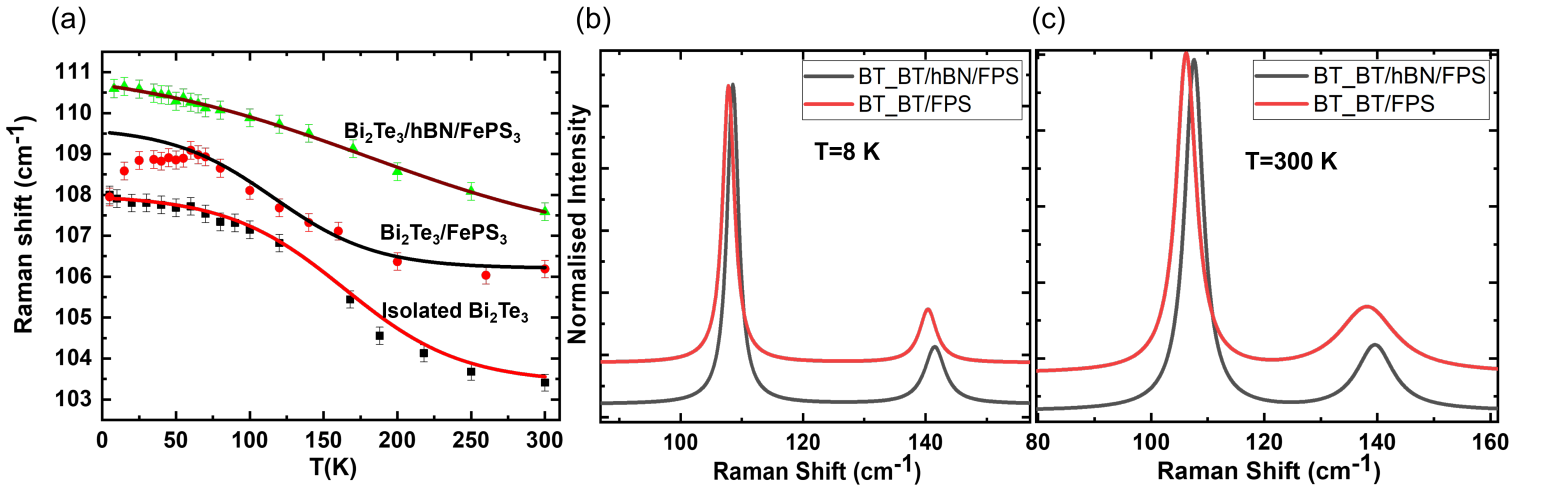 (a)
Raman shift (cm⁻¹)
111
110
109
108
107
106
105
104
103
Bi₂Te₃/hBN/FePS₃
Bi₂Te₃/FePS₃
Isolated Bi₂Te₃
0 50 100 150 200 250 300
T(K)
(b)
Normalised Intensity
BT_BT/hBN/FPS
BT_BT/FPS
T=8 K
100 120 140
Raman Shift (cm⁻¹)
(c)
BT_BT/hBN/FPS
BT_BT/FPS
T=300 K
80 100 120 140 160
Raman Shift (cm⁻¹)